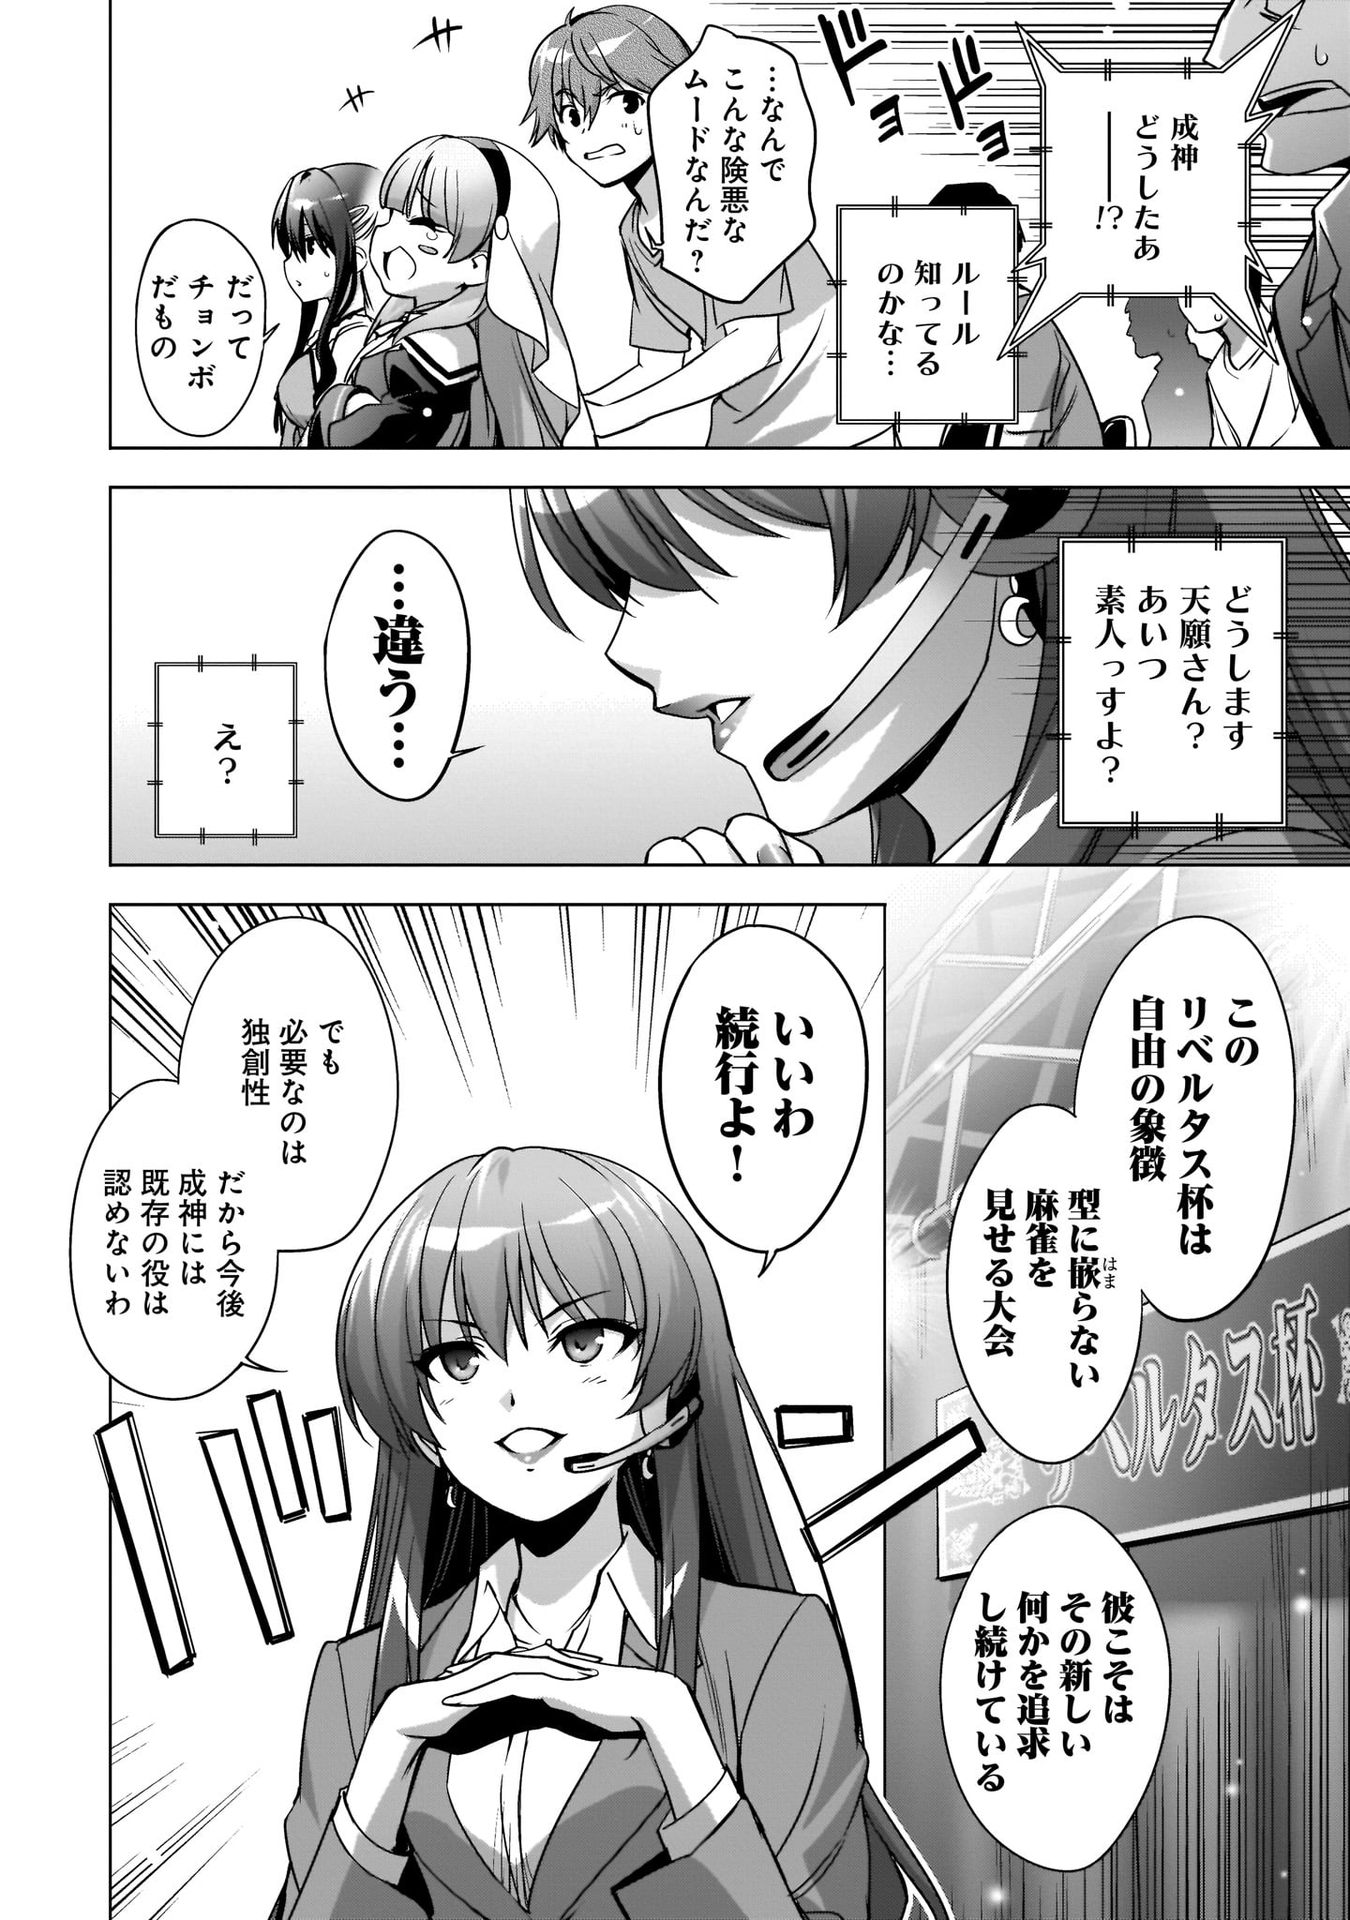 成神
どうしたあ
――!?
ドヨ
ドヨ
…なんで
こんな険悪な
ムードなんだ?
ルール
知ってる
のかな…
だって
チョンボ
だもの
どうします
天願さん?
あいつ
素人っすよ?
…違う…
え?
この
リベルタス杯は
自由の象徴
型に嵌らない
はま
麻雀を
見せる大会
リベルタス杯
彼こそは
その新しい
何かを追求
し続けている
いいわ
続行よ!
でも
必要なのは
独創性
だから今後
成神には
既存の役は
認めないわ